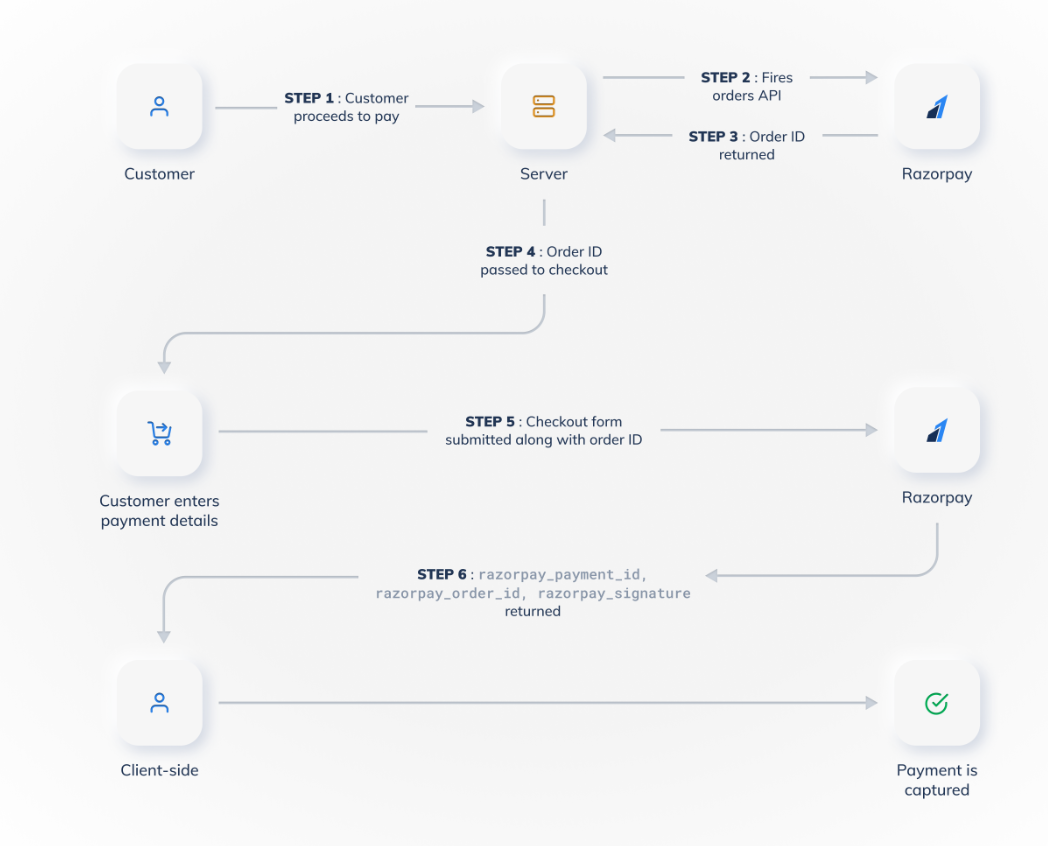 STEP 1 : Customer
proceeds to pay
STEP 2 : Fires
orders API
STEP 3 : Order ID
returned
Customer
Server
Razorpay
STEP 4 : Order ID
passed to checkout
STEP 5 : Checkout form
submitted along with order ID
Customer enters
payment details
Razorpay
STEP 6 : razorpay_payment_id,
razorpay_order_id, razorpay_signature
returned
Client-side
Payment is
captured